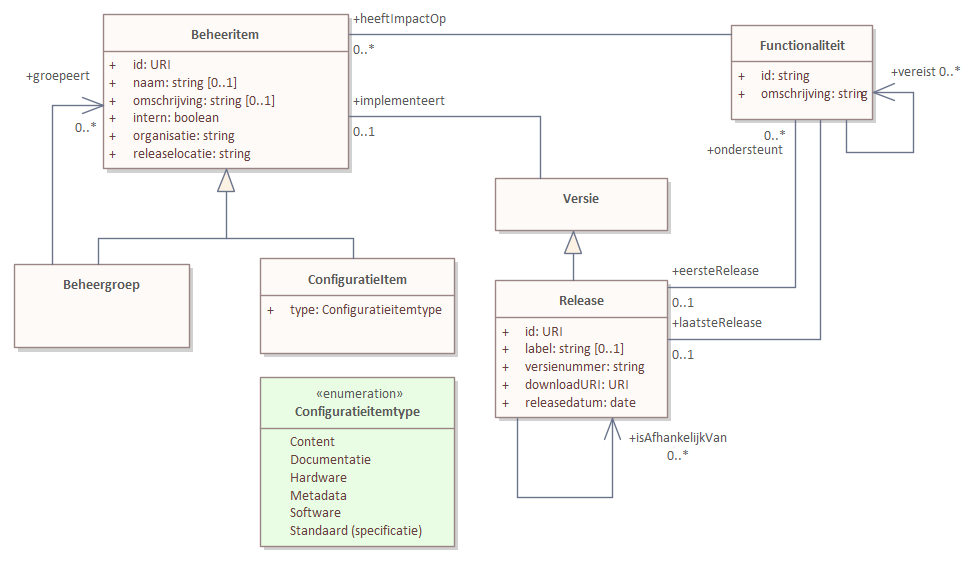 Beheeritem
+ id: URI
+ naam: string [0..1]
+ omschrijving: string [0..1]
+ intern: boolean
+ organisatie: string
+ releaselocatie: string
+heeftImpactOp
0..*
Functionaliteit
+ id: string
+ omschrijving: string
+vereist 0..*
+groepeert
0..*
+implementeert
0..1
0..*
+ondersteunt
Versie
Beheergroep
ConfiguratieItem
+ type: Configuratieitemtype
+eersteRelease
0..1
+laatsteRelease
0..1
Release
+ id: URI
+ label: string [0..1]
+ versienummer: string
+ downloadURI: URI
+ releasedatum: date
+isAfhankelijkVan
0..*
«enumeration»
Configuratieitemtype
Content
Documentatie
Hardware
Metadata
Software
Standaard (specificatie)